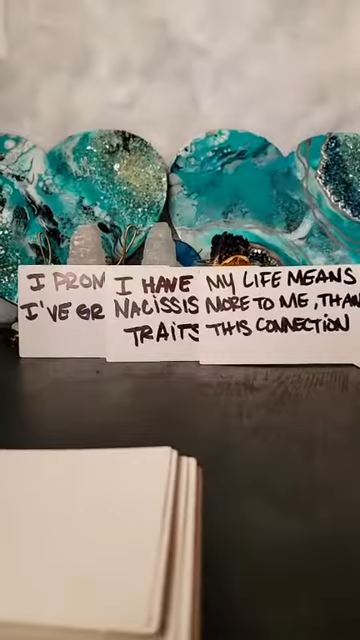 I PROM
I'VE GR
I HAVE
NACISSIS
TRAITS
MY LIFE MEANS
MORE TO ME, THAN
THIS CONNECTION